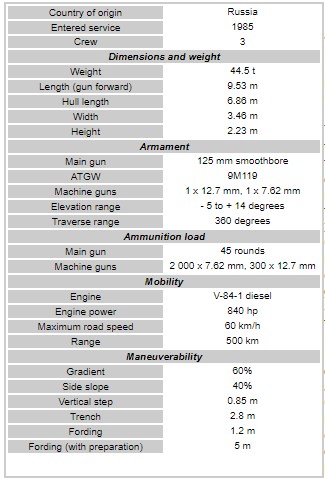 Country of origin Russia
Entered service 1985
Crew 3
Dimensions and weight
Weight 44.5 t
Length (gun forward) 9.53 m
Hull length 6.86 m
Width 3.46 m
Height 2.23 m
Armament
Main gun 125 mm smoothbore
ATGW 9M119
Machine guns 1 x 12.7 mm, 1 x 7.62 mm
Elevation range - 5 to + 14 degrees
Traverse range 360 degrees
Ammunition load
Main gun 45 rounds
Machine guns 2 000 x 7.62 mm, 300 x 12.7 mm
Mobility
Engine V-84-1 diesel
Engine power 840 hp
Maximum road speed 60 km/h
Range 500 km
Maneuverability
Gradient 60%
Side slope 40%
Vertical step 0.85 m
Trench 2.8 m
Fording 1.2 m
Fording (with preparation) 5 m